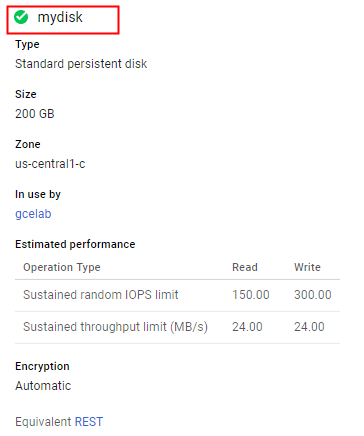 mydisk
Type
Standard persistent disk
Size
200 GB
Zone
us-central1-c
In use by
gcelab
Estimated performance
Operation Type Read Write
Sustained random IOPS limit 150.00 300.00
Sustained throughput limit (MB/s) 24.00 24.00
Encryption
Automatic
Equivalent REST